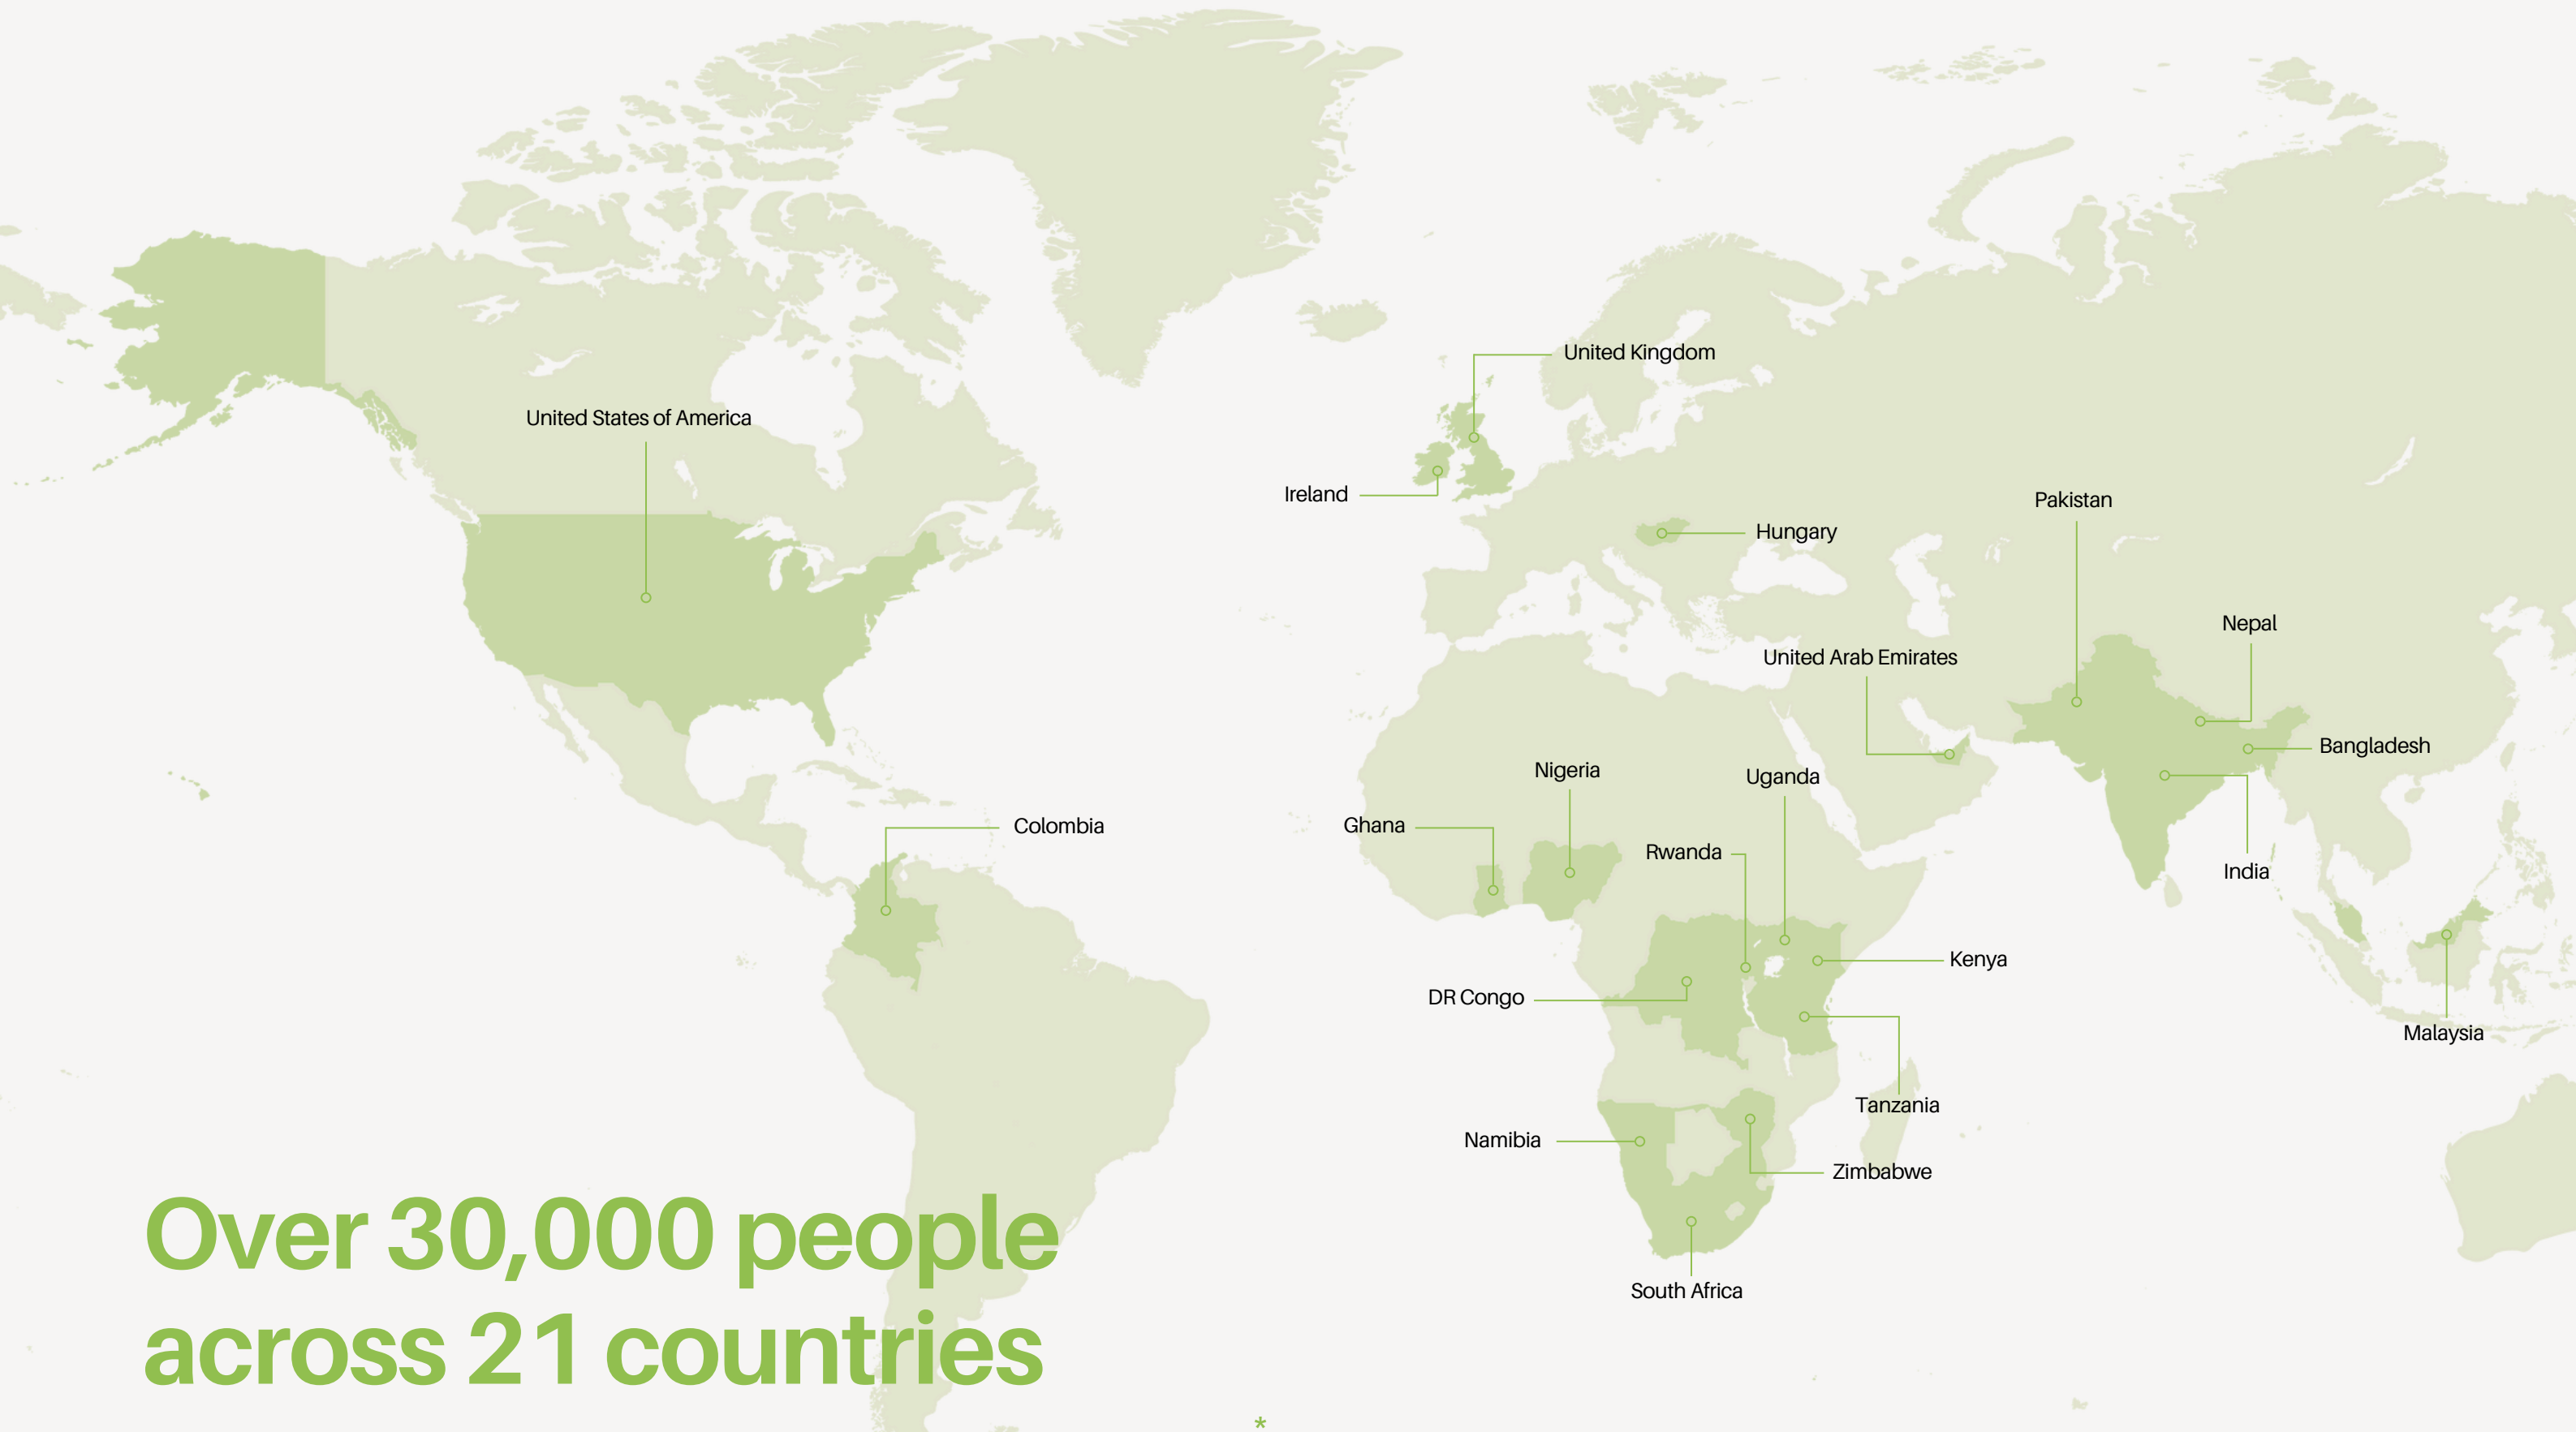 United Kingdom
United States of America
Ireland
Pakistan
Hungary
Nepal
United Arab Emirates
Bangladesh
Nigeria
Uganda
Ghana
Colombia
Rwanda
India
Kenya
DR Congo
Malaysia
Tanzania
Namibia
Zimbabwe
South Africa
Over 30,000 people
across 21 countries
*